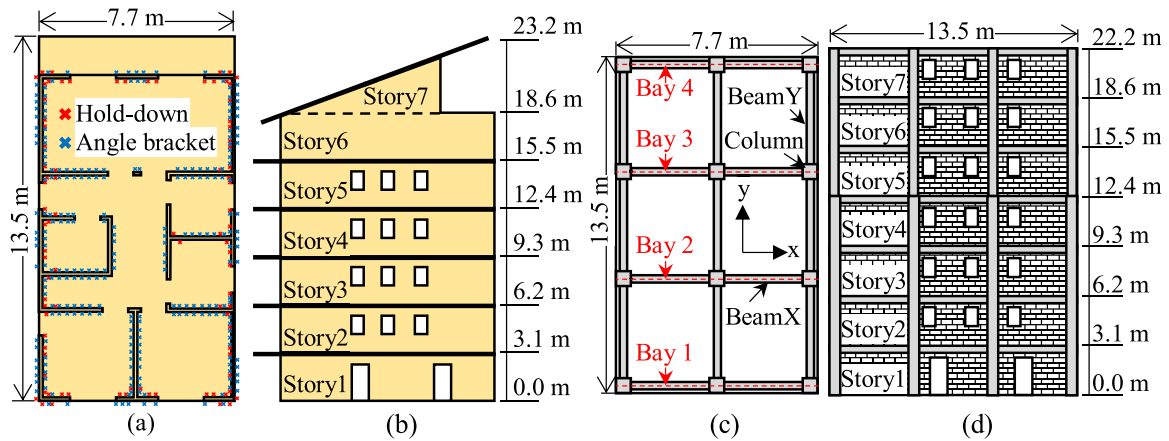 7.7 m
13.5 m
Hold-down
Angle bracket
(a)
23.2 m
18.6 m
15.5 m
12.4 m
9.3 m
6.2 m
3.1 m
0.0 m
Story7
Story6
Story5
Story4
Story3
Story2
Story1
(b)
7.7 m
13.5 m
Bay 4
Bay 3
Bay 2
Bay 1
BeamY
Column
y
x
BeamX
(c)
13.5 m
22.2 m
18.6 m
15.5 m
12.4 m
9.3 m
6.2 m
3.1 m
0.0 m
Story7
Story6
Story5
Story4
Story3
Story2
Story1
(d)